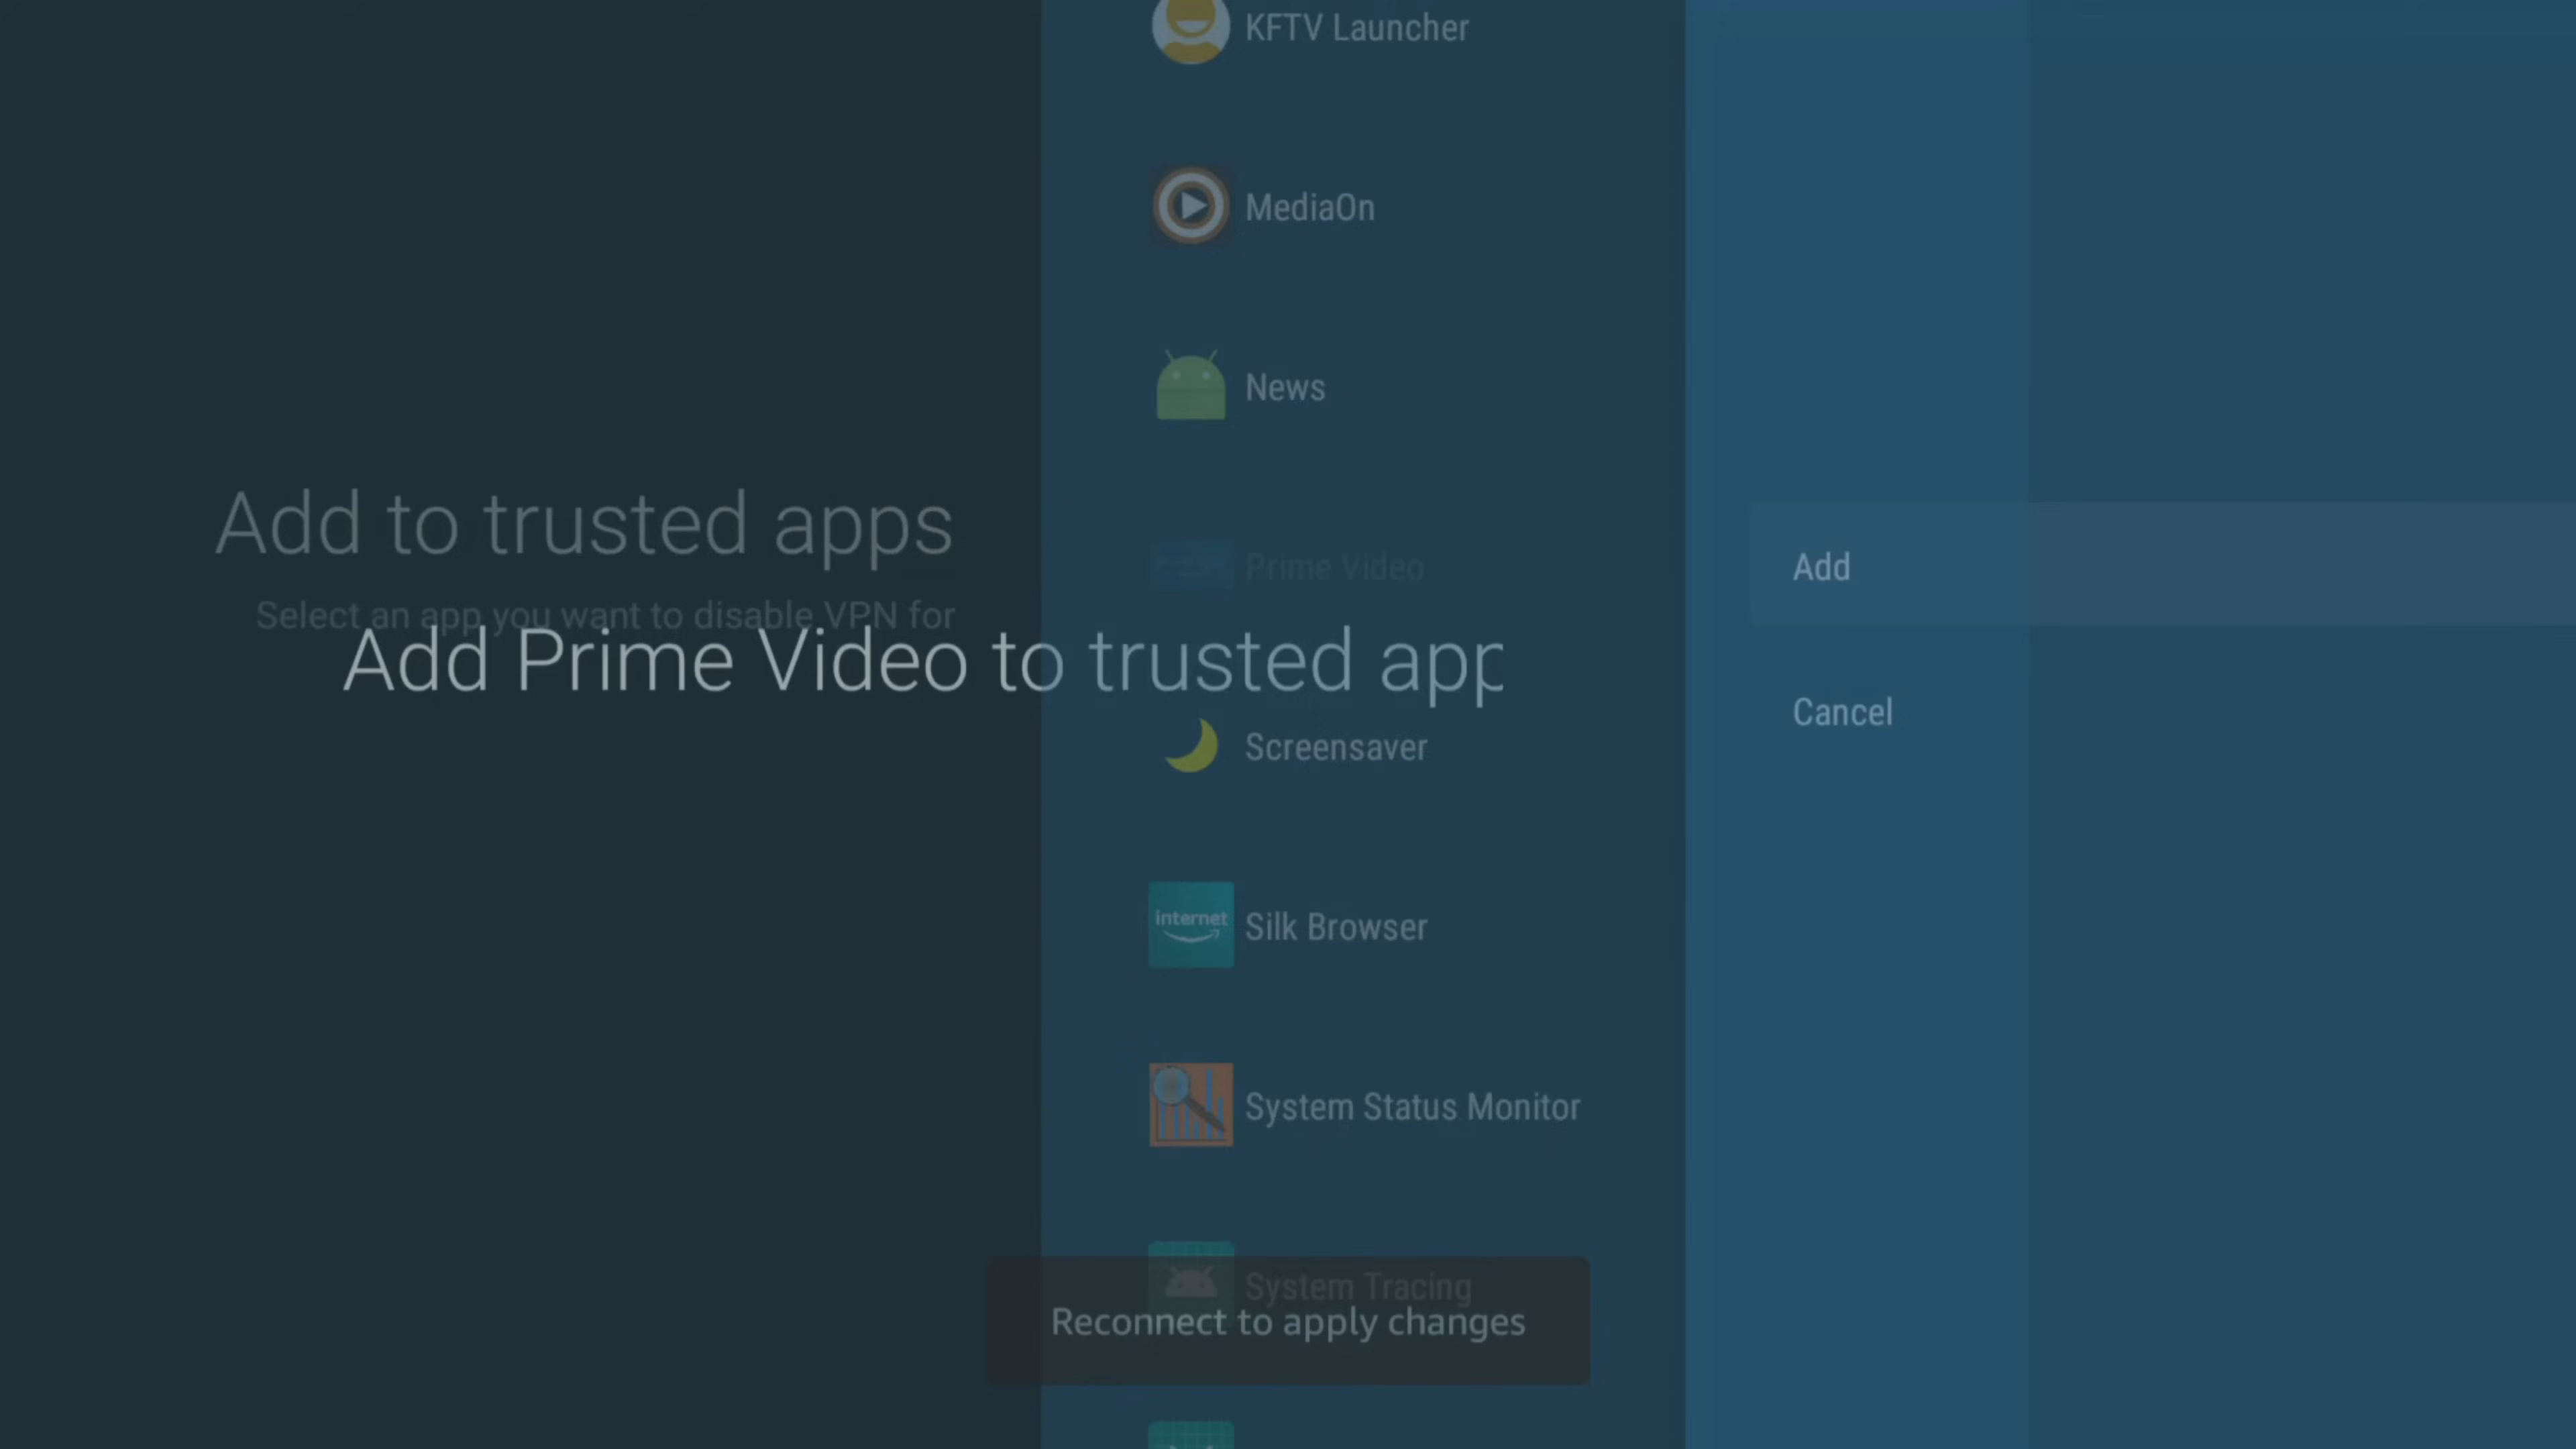 KFTV Launcher
MediaOn
News
Add to trusted apps
Select an app you want to disable VPN for
Prime Video
Add
Add Prime Video to trusted app
Cancel
Screensaver
internet
Silk Browser
System Status Monitor
System Tracing
Reconnect to apply changes